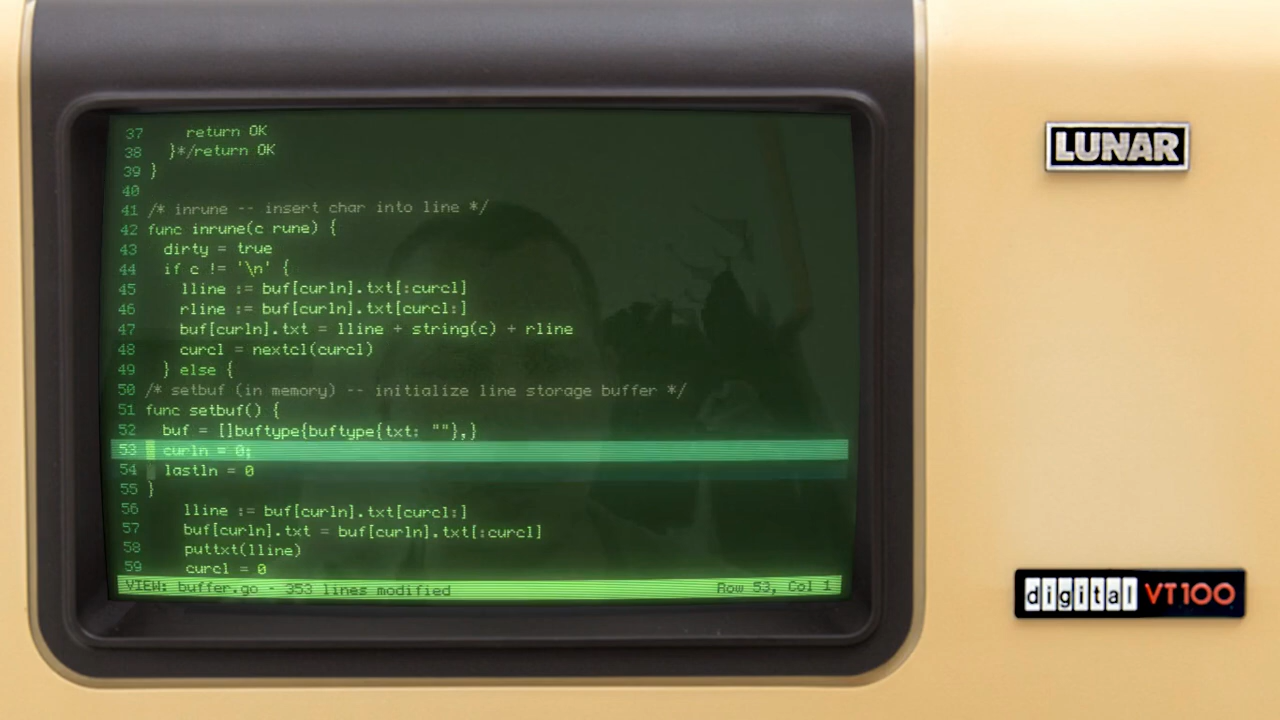 37 return OK
38 }*/return OK
39 }
40
41 /* inrune -- insert char into line */
42 func inrune(c rune) {
43 dirty = true
44 if c != '\n' {
45 lline := buf[curln].txt[:curcl]
46 rline := buf[curln].txt[curcl:]
47 buf[curln].txt = lline + string(c) + rline
48 curcl = nextcl(curcl)
49 } else {
50 /* setbuf (in memory) -- initialize line storage buffer */
51 func setbuf() {
52 buf = []buftype{buftype{txt: ""},}
53 curln = 0;
54 lastln = 0
55 }
56 lline := buf[curln].txt[curcl:]
57 buf[curln].txt = buf[curln].txt[:curcl]
58 puttxt(lline)
59 curcl = 0
VIEW: buffer.go - 353 lines modified Row 53, Col 1
LUNAR
digital VT100